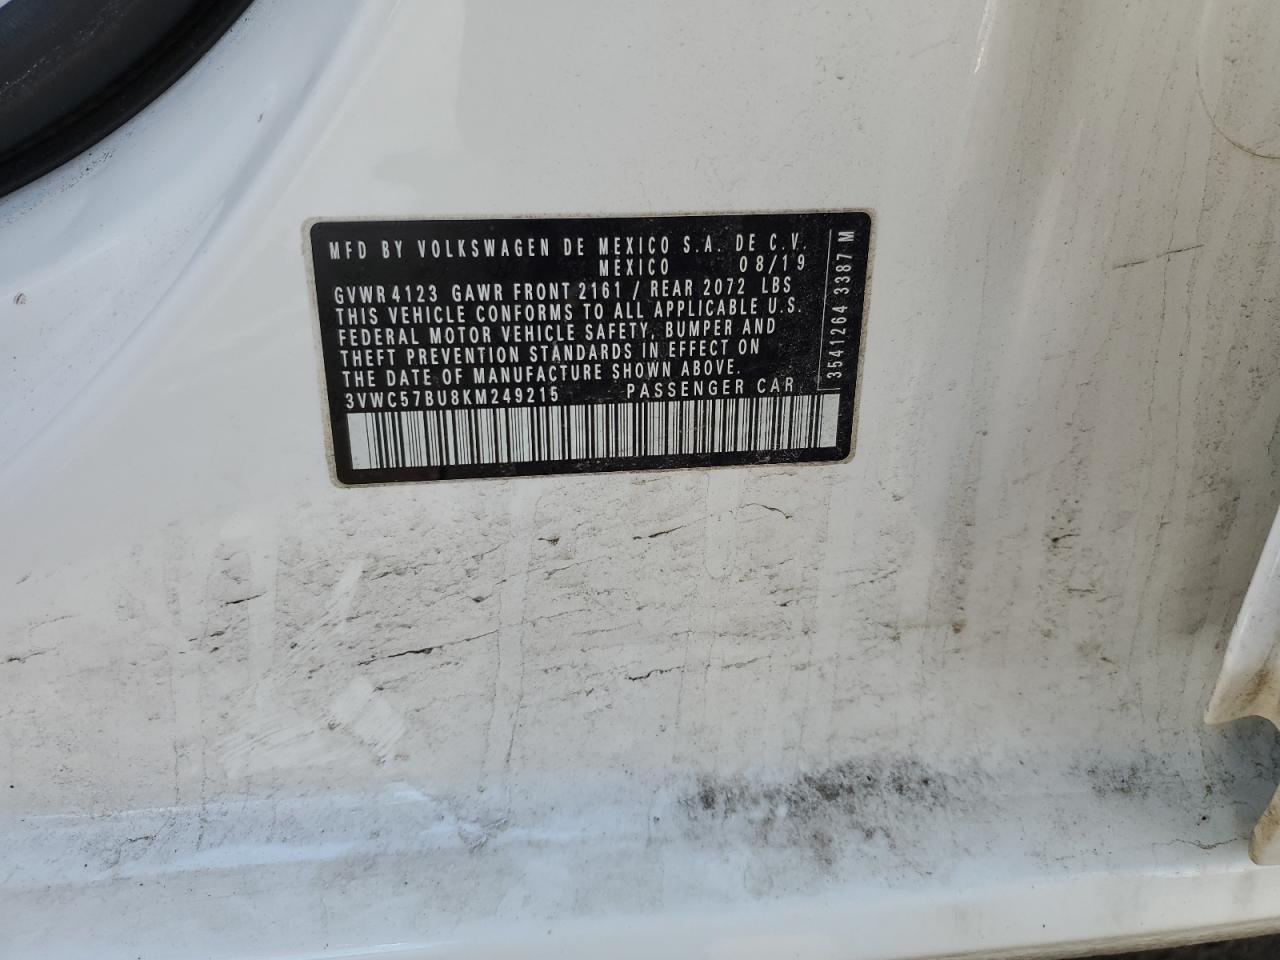 MFD BY VOLKSWAGEN DE MEXICO S.A. DE C.V.
MEXICO 08/19
GVWR 4123 GAWR FRONT 2161 / REAR 2072 LBS
THIS VEHICLE CONFORMS TO ALL APPLICABLE U.S.
FEDERAL MOTOR VEHICLE SAFETY, BUMPER AND
THEFT PREVENTION STANDARDS IN EFFECT ON
THE DATE OF MANUFACTURE SHOWN ABOVE.
3VWC57BU8KM249215 PASSENGER CAR
3541264 3387 M